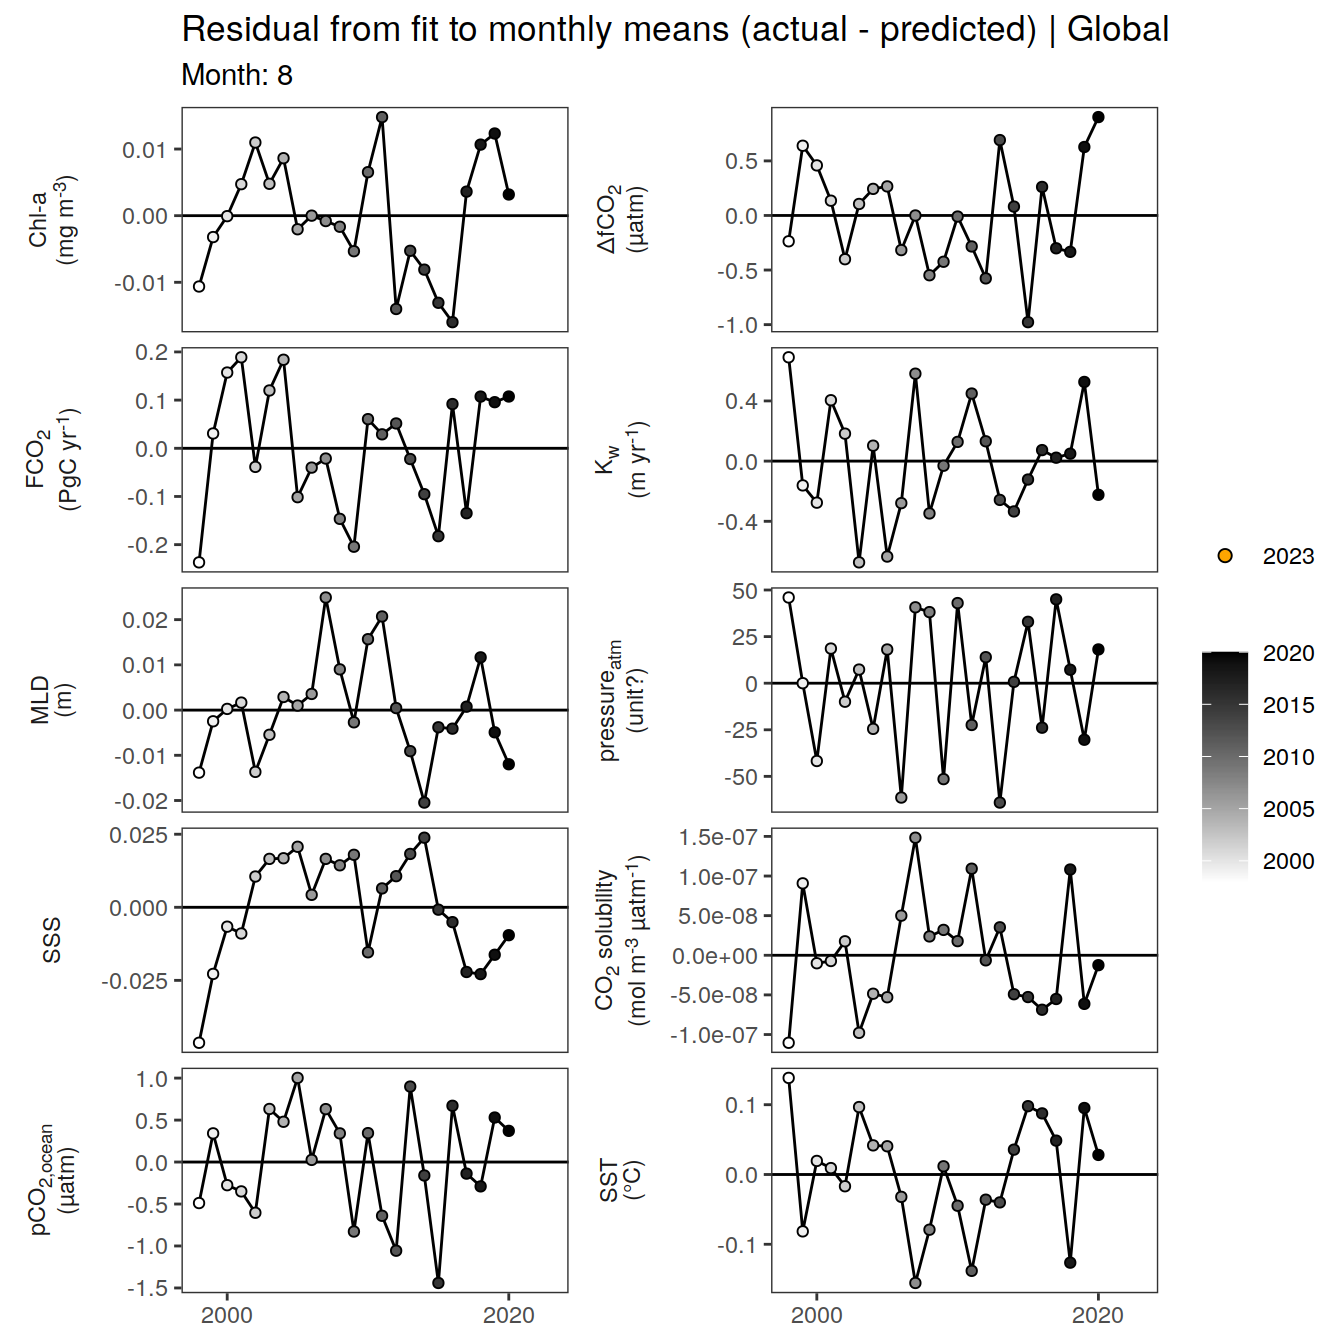 Residual from fit to monthly means (actual - predicted) | Global
Month: 8
Chl-a
(mg m⁻³)
0.01
0.00
-0.01
ΔfCO₂
(µatm)
0.5
0.0
-0.5
-1.0
FCO₂
(PgC yr⁻¹)
0.2
0.1
0.0
-0.1
-0.2
K_w
(m yr⁻¹)
0.4
0.0
-0.4
MLD
(m)
0.02
0.01
0.00
-0.01
-0.02
pressure_atm
(unit?)
50
25
0
-25
-50
SSS
0.025
0.000
-0.025
CO₂ solubility
(mol m⁻³ µatm⁻¹)
1.5e-07
1.0e-07
5.0e-08
0.0e+00
-5.0e-08
-1.0e-07
pCO₂,ocean
(µatm)
1.0
0.5
0.0
-0.5
-1.0
-1.5
2000 2020
SST
(°C)
0.1
0.0
-0.1
2000 2020
2023
2020
2015
2010
2005
2000